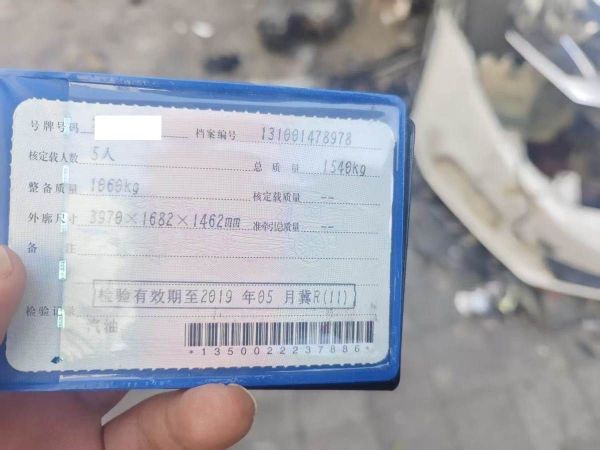 号牌号码 档案编号 131001478978
核定载人数 5人 总质量 1540kg
整备质量 1060kg 核定载质量 --
外廓尺寸 3970×1682×1462㎜ 准牵引总质量 --
备注
检验有效期至2019 年05 月冀R(11)
检验记录
汽油
*1350022237886*